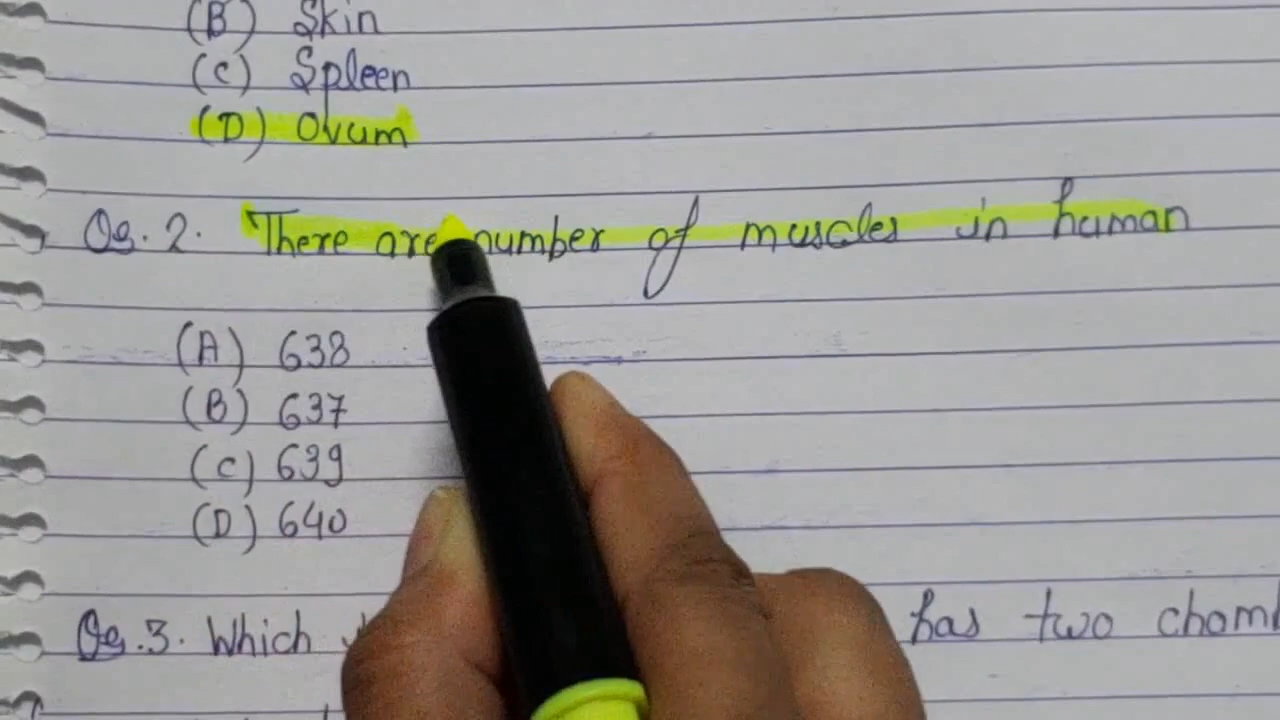 (B) Skin
(C) Spleen
(D) Ovum
Qs. 2. There are number of muscles in human
(A) 638
(B) 637
(C) 639
(D) 640
Qs. 3. Which has two